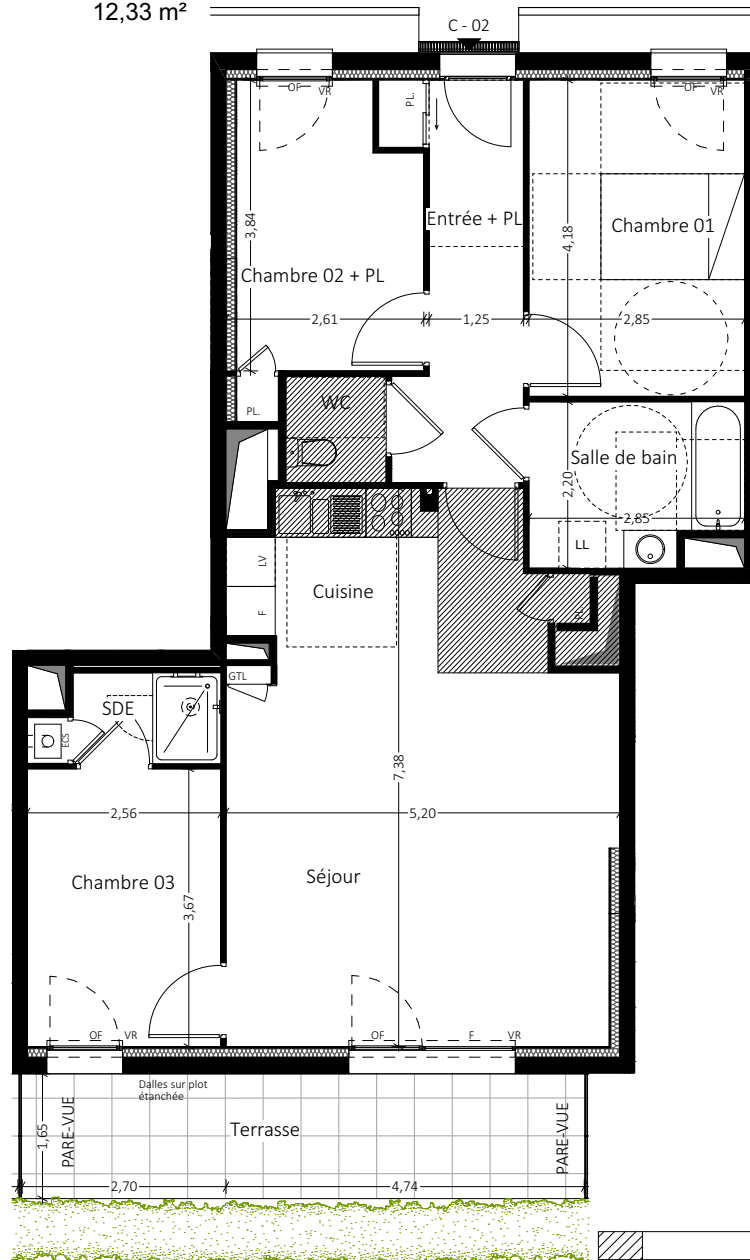 12,33 m²
C - 02
OF
VR
PL.
OF
VR
3,84
Entrée + PL
4,18
Chambre 01
Chambre 02 + PL
2,61
1,25
2,85
PL.
WC
Salle de bain
2,20
2,85
LL
LV
Cuisine
F
PL.
GTL
SDE
ECS
7,38
2,56
5,20
Chambre 03
Séjour
3,67
OF
VR
OF
F
VR
Dalles sur plot
étanchée
PARE-VUE
Terrasse
PARE-VUE
1,65
2,70
4,74